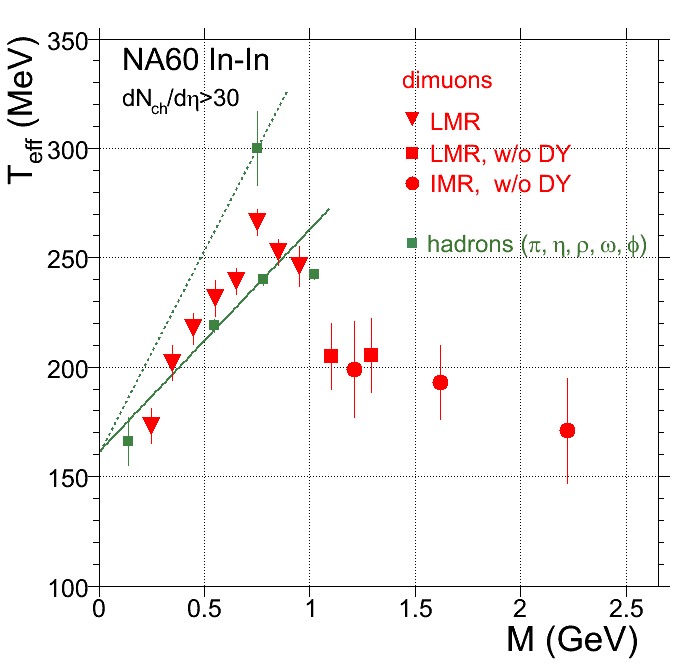 NA60 In-In
dN_ch/dη>30
dimuons
LMR
LMR, w/o DY
IMR, w/o DY
hadrons (π, η, ρ, ω, ϕ)
T_eff (MeV)
350
300
250
200
150
100
0
0.5
1
1.5
2
2.5
M (GeV)